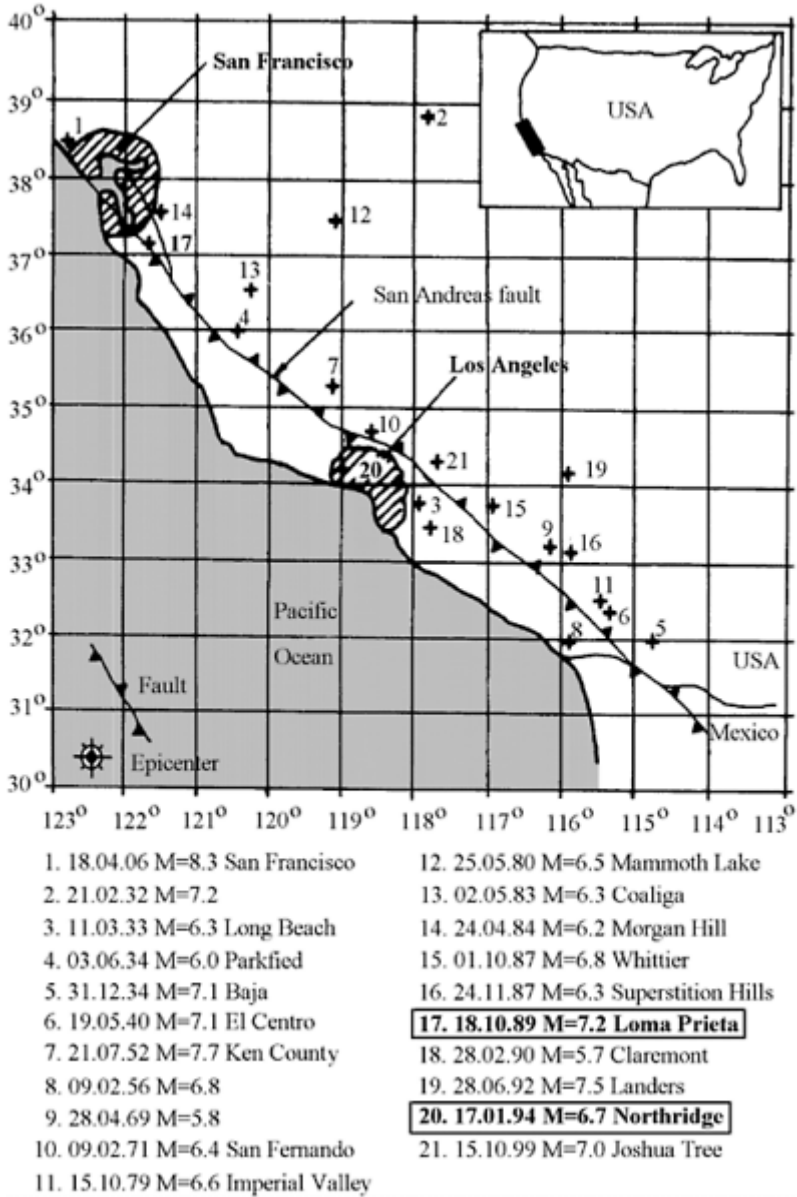 40°
39°
38°
37°
36°
35°
34°
33°
32°
31°
30°
San Francisco
USA
1
2
14
12
17
13
4
San Andreas fault
7
Los Angeles
10
20
21
19
3
15
18
9
16
11
6
5
8
Pacific
Ocean
USA
Mexico
Fault
Epicenter
123° 122° 121° 120° 119° 118° 117° 116° 115° 114° 113°
1. 18.04.06 M=8.3 San Francisco
2. 21.02.32 M=7.2
3. 11.03.33 M=6.3 Long Beach
4. 03.06.34 M=6.0 Parkfied
5. 31.12.34 M=7.1 Baja
6. 19.05.40 M=7.1 El Centro
7. 21.07.52 M=7.7 Ken County
8. 09.02.56 M=6.8
9. 28.04.69 M=5.8
10. 09.02.71 M=6.4 San Fernando
11. 15.10.79 M=6.6 Imperial Valley
12. 25.05.80 M=6.5 Mammoth Lake
13. 02.05.83 M=6.3 Coaliga
14. 24.04.84 M=6.2 Morgan Hill
15. 01.10.87 M=6.8 Whittier
16. 24.11.87 M=6.3 Superstition Hills
17. 18.10.89 M=7.2 Loma Prieta
18. 28.02.90 M=5.7 Claremont
19. 28.06.92 M=7.5 Landers
20. 17.01.94 M=6.7 Northridge
21. 15.10.99 M=7.0 Joshua Tree